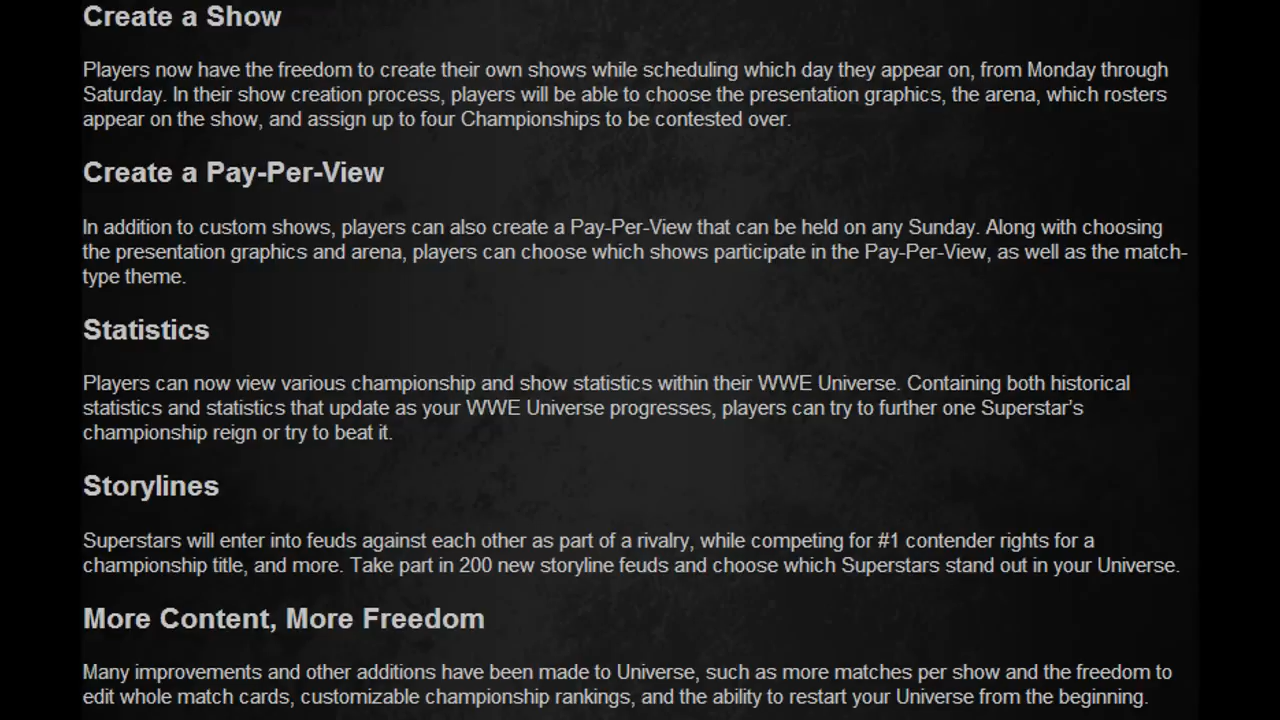 Create a Show
Players now have the freedom to create their own shows while scheduling which day they appear on, from Monday through
Saturday. In their show creation process, players will be able to choose the presentation graphics, the arena, which rosters
appear on the show, and assign up to four Championships to be contested over.
Create a Pay-Per-View
In addition to custom shows, players can also create a Pay-Per-View that can be held on any Sunday. Along with choosing
the presentation graphics and arena, players can choose which shows participate in the Pay-Per-View, as well as the match-
type theme.
Statistics
Players can now view various championship and show statistics within their WWE Universe. Containing both historical
statistics and statistics that update as your WWE Universe progresses, players can try to further one Superstar’s
championship reign or try to beat it.
Storylines
Superstars will enter into feuds against each other as part of a rivalry, while competing for #1 contender rights for a
championship title, and more. Take part in 200 new storyline feuds and choose which Superstars stand out in your Universe.
More Content, More Freedom
Many improvements and other additions have been made to Universe, such as more matches per show and the freedom to
edit whole match cards, customizable championship rankings, and the ability to restart your Universe from the beginning.